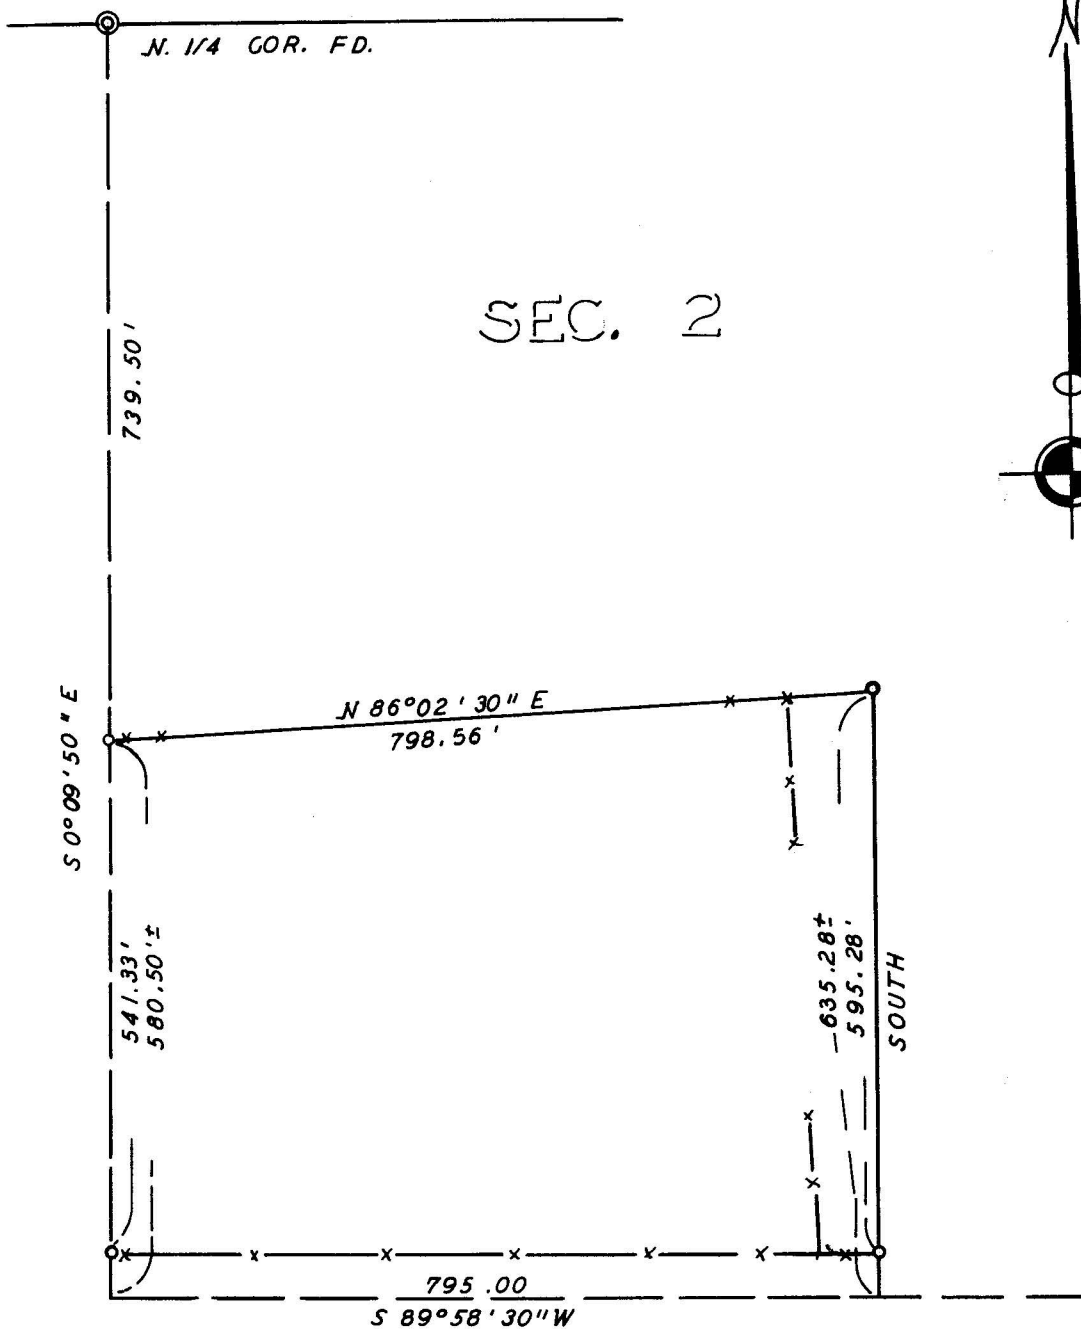 N
N. 1/4 COR. FD.
SEC. 2
739.50'
N 86°02'30" E
798.56'
S 0°09'50" E
541.33'
580.50'±
635.28±
595.28'
SOUTH
795.00
S 89°58'30" W